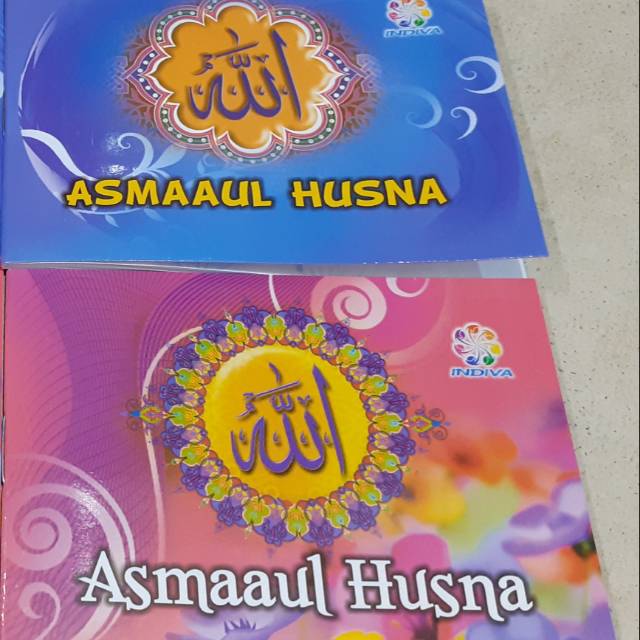 INDIVA
الله
ASMAAUL HUSNA
INDIVA
الله
Asmaaul Husna